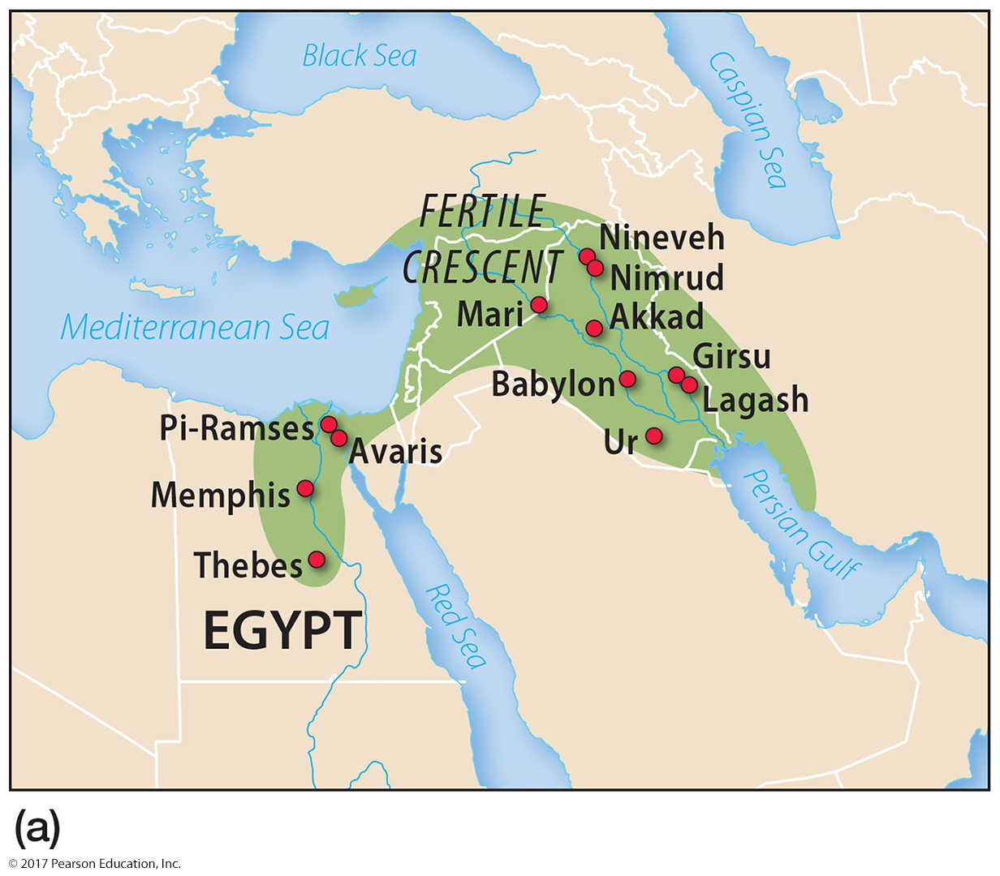 Black Sea
Caspian Sea
FERTILE
CRESCENT
Nineveh
Nimrud
Mari
Akkad
Mediterranean Sea
Girsu
Babylon
Lagash
Pi-Ramses
Ur
Avaris
Memphis
Persian Gulf
Thebes
Red Sea
EGYPT
(a)
© 2017 Pearson Education, Inc.